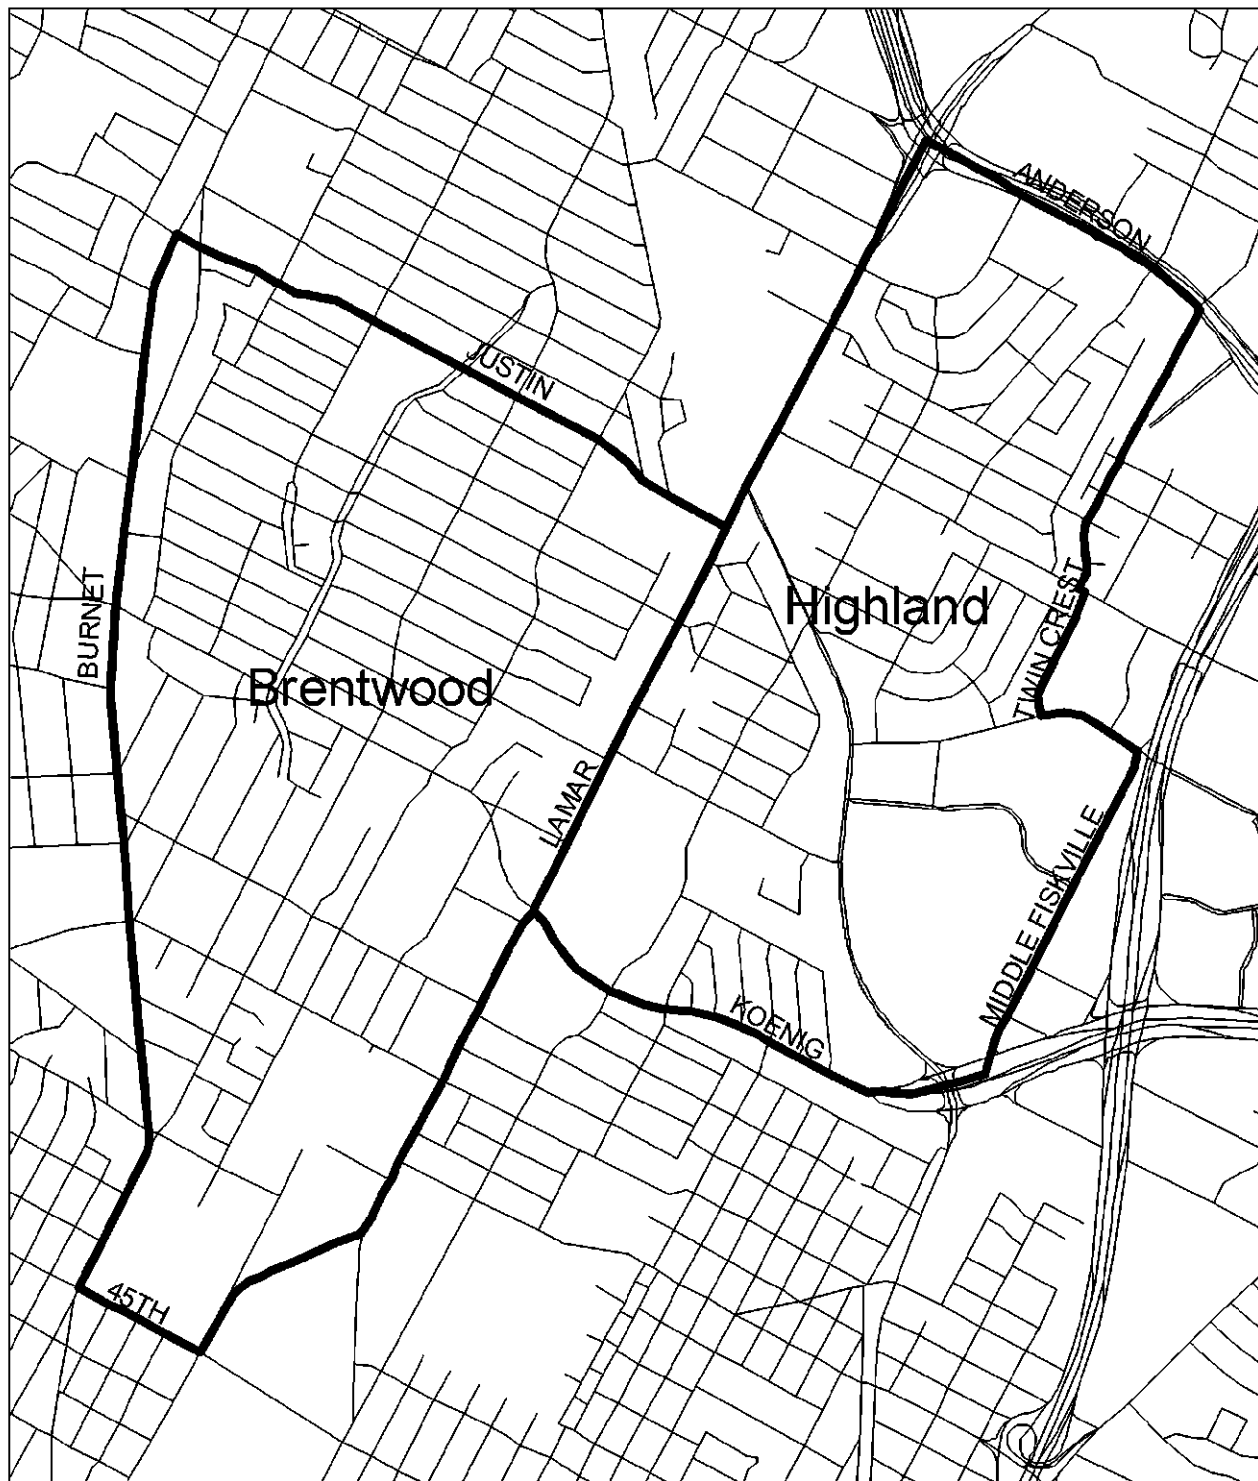 ANDERSON
JUSTIN
BURNET
Highland
TWIN CREST
Brentwood
LAMAR
MIDDLE FISKVILLE
KOENIG
45TH